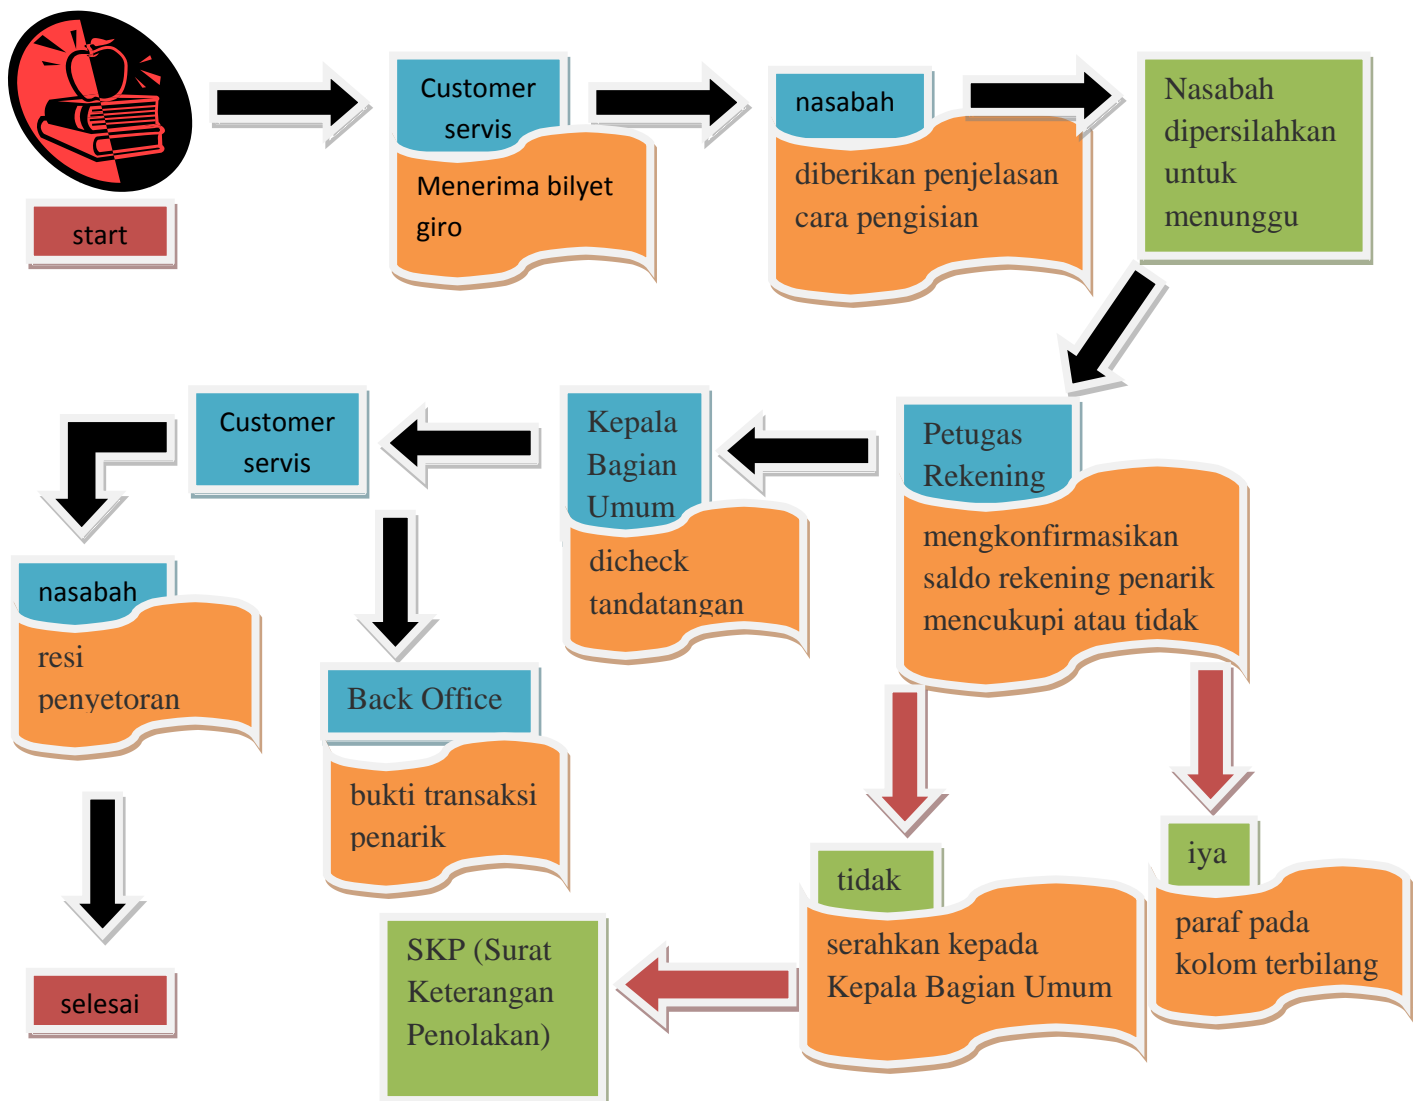 start
Customer
servis
Menerima bilyet
giro
nasabah
diberikan penjelasan
cara pengisian
Nasabah
dipersilahkan
untuk
menunggu
Petugas
Rekening
mengkonfirmasikan
saldo rekening penarik
mencukupi atau tidak
Kepala
Bagian
Umum
dicheck
tandatangan
Customer
servis
nasabah
resi
penyetoran
Back Office
bukti transaksi
penarik
iya
paraf pada
kolom terbilang
tidak
serahkan kepada
Kepala Bagian Umum
SKP (Surat
Keterangan
Penolakan)
selesai